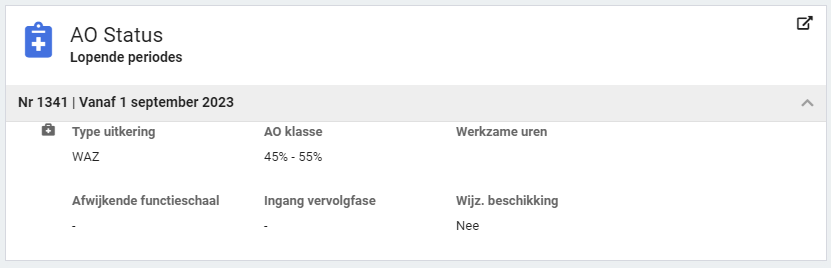 AO Status
Lopende periodes
Nr 1341 | Vanaf 1 september 2023
Type uitkering AO klasse Werkzame uren
WAZ 45% - 55%
Afwijkende functieschaal Ingang vervolgfase Wijz. beschikking
- - Nee